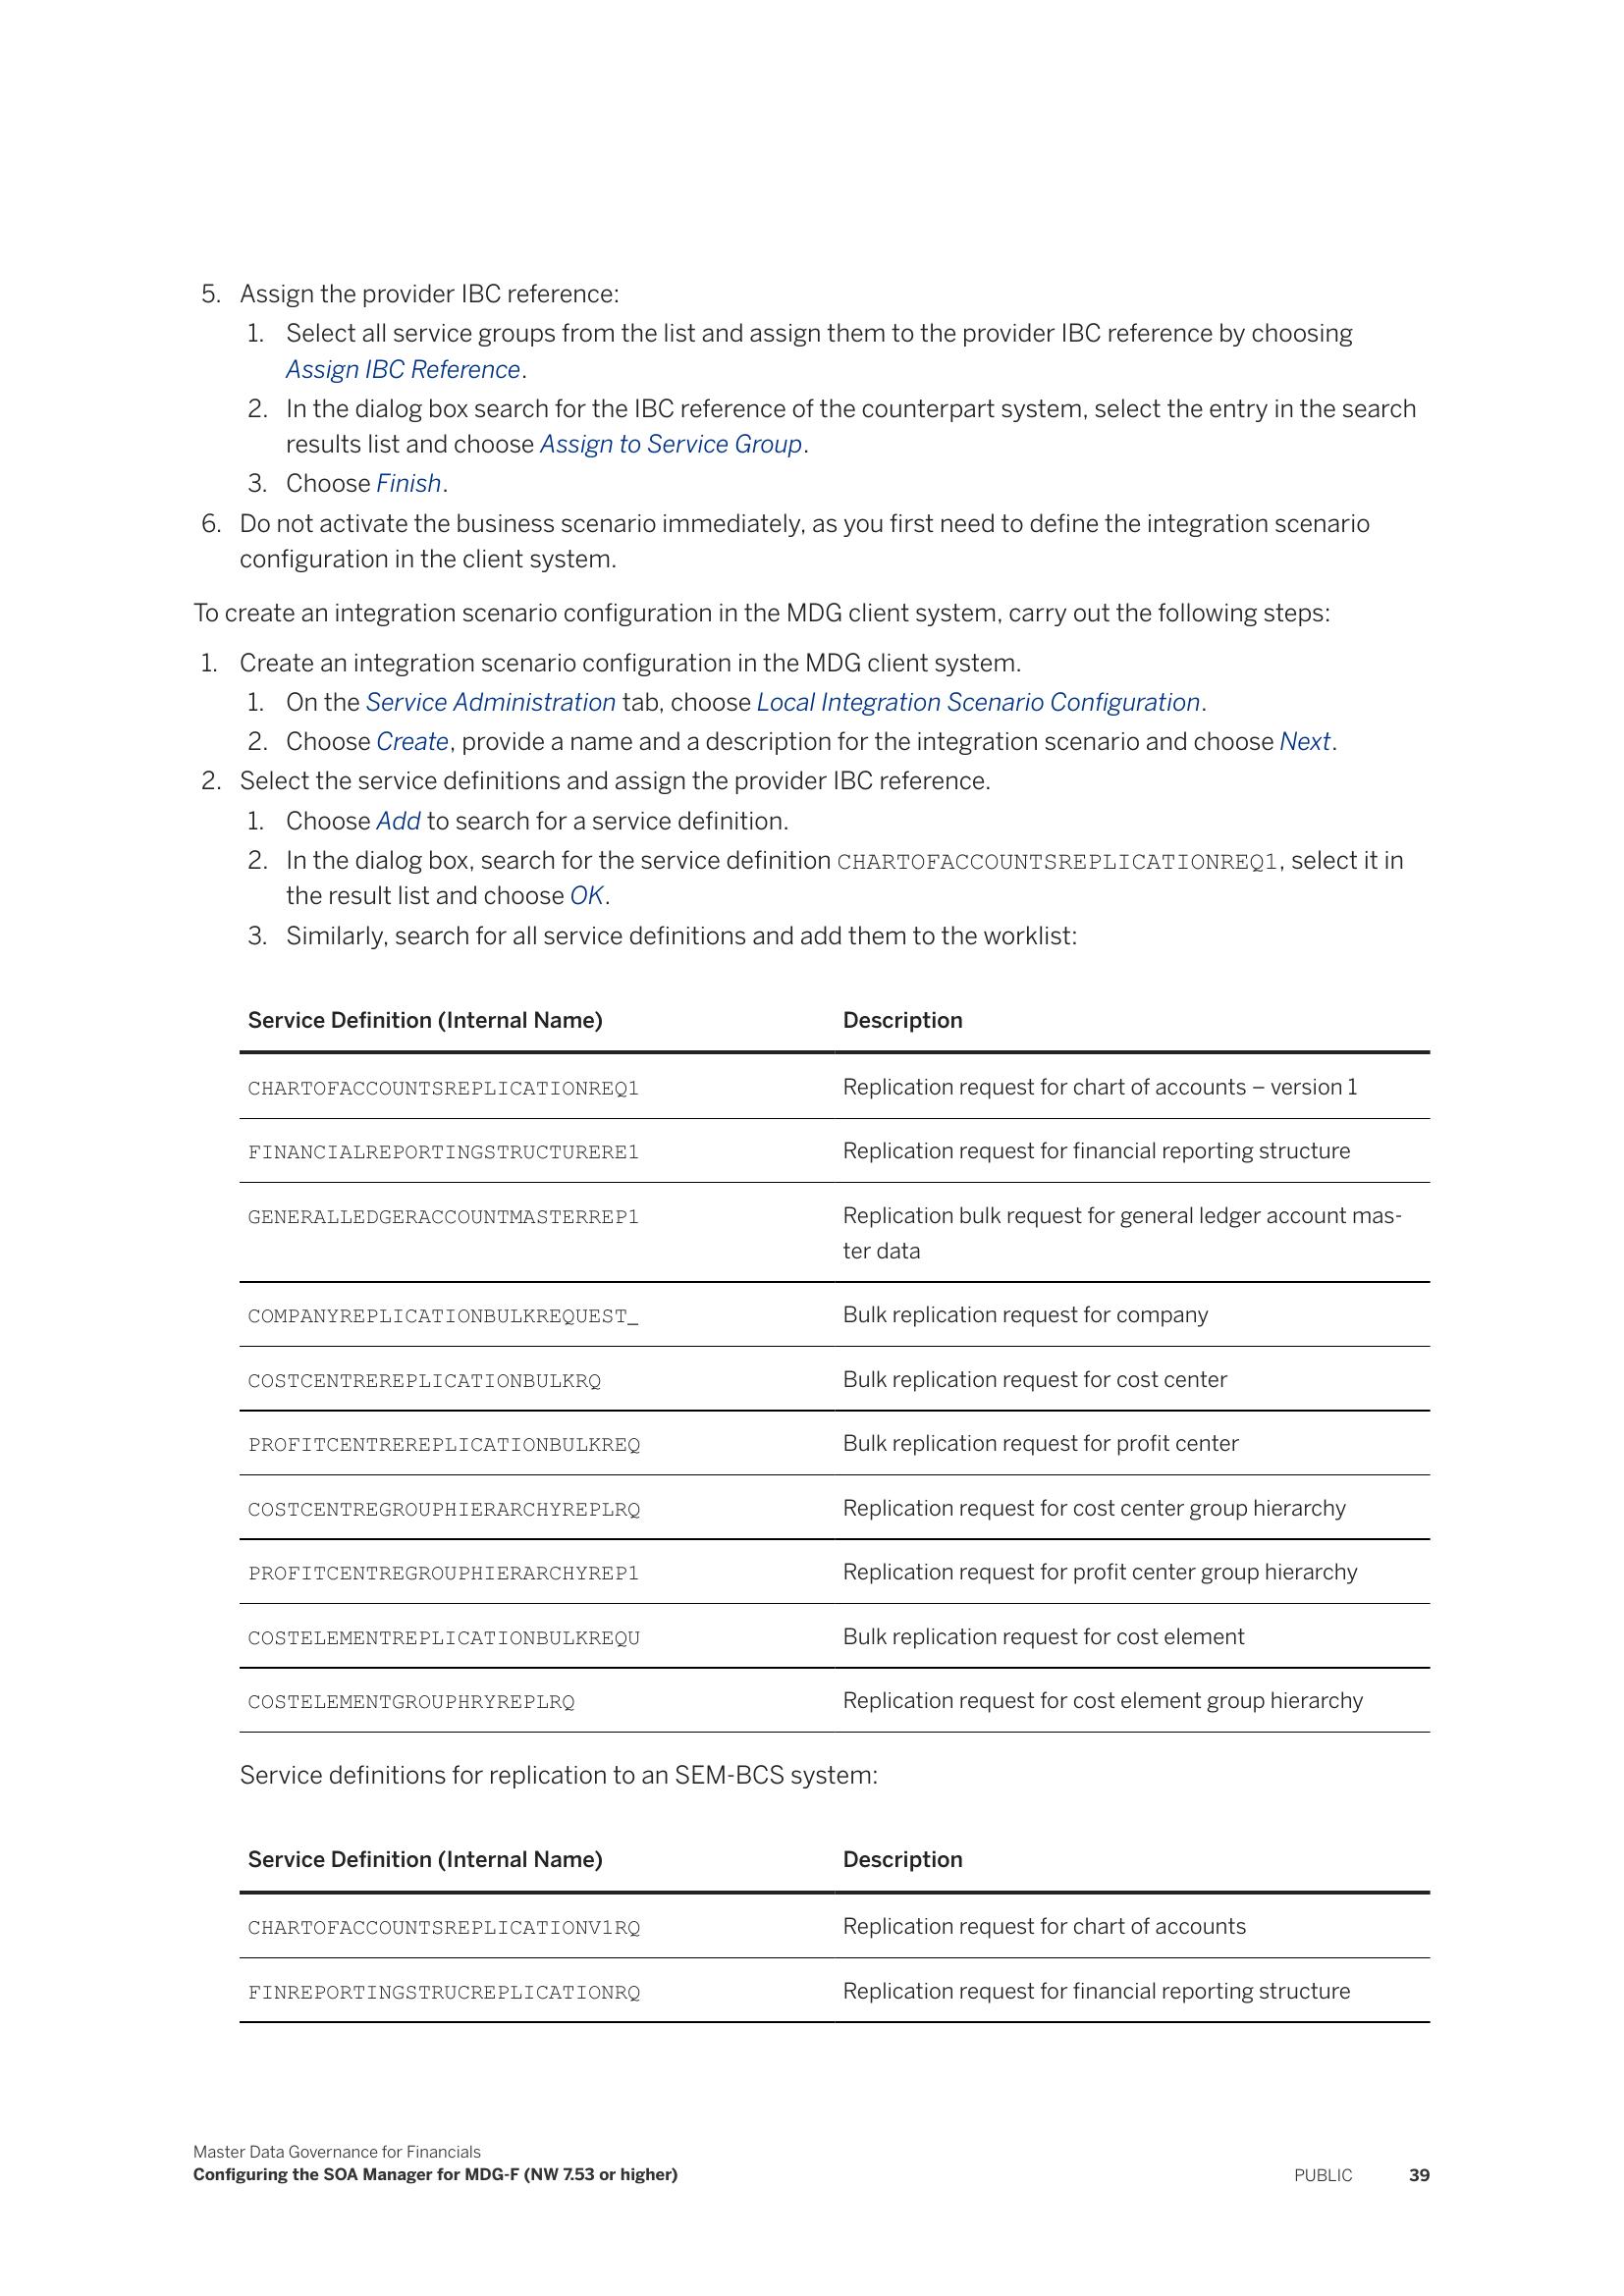 5. Assign the provider IBC reference:
1. Select all service groups from the list and assign them to the provider IBC reference by choosing
Assign IBC Reference.
2. In the dialog box search for the IBC reference of the counterpart system, select the entry in the search
results list and choose Assign to Service Group.
3. Choose Finish.
6. Do not activate the business scenario immediately, as you first need to define the integration scenario
configuration in the client system.
To create an integration scenario configuration in the MDG client system, carry out the following steps:
1. Create an integration scenario configuration in the MDG client system.
1. On the Service Administration tab, choose Local Integration Scenario Configuration.
2. Choose Create, provide a name and a description for the integration scenario and choose Next.
2. Select the service definitions and assign the provider IBC reference.
1. Choose Add to search for a service definition.
2. In the dialog box, search for the service definition CHARTOFACCOUNTSREPLICATIONREQ1, select it in
the result list and choose OK.
3. Similarly, search for all service definitions and add them to the worklist:
Service Definition (Internal Name) Description
CHARTOFACCOUNTSREPLICATIONREQ1 Replication request for chart of accounts – version 1
FINANCIALREPORTINGSTRUCTURERE1 Replication request for financial reporting structure
GENERALLEDGERACCOUNTMASTERREP1 Replication bulk request for general ledger account mas-
ter data
COMPANYREPLICATIONBULKREQUEST_ Bulk replication request for company
COSTCENTREREPLICATIONBULKRQ Bulk replication request for cost center
PROFITCENTREREPLICATIONBULKREQ Bulk replication request for profit center
COSTCENTREGROUPHIERARCHYREPLRQ Replication request for cost center group hierarchy
PROFITCENTREGROUPHIERARCHYREP1 Replication request for profit center group hierarchy
COSTELEMENTREPLICATIONBULKREQU Bulk replication request for cost element
COSTELEMENTGROUPHRYREPLRQ Replication request for cost element group hierarchy
Service definitions for replication to an SEM-BCS system:
Service Definition (Internal Name) Description
CHARTOFACCOUNTSREPLICATIONV1RQ Replication request for chart of accounts
FINREPORTINGSTRUCREPLICATIONRQ Replication request for financial reporting structure
Master Data Governance for Financials
Configuring the SOA Manager for MDG-F (NW 7.53 or higher) PUBLIC 39